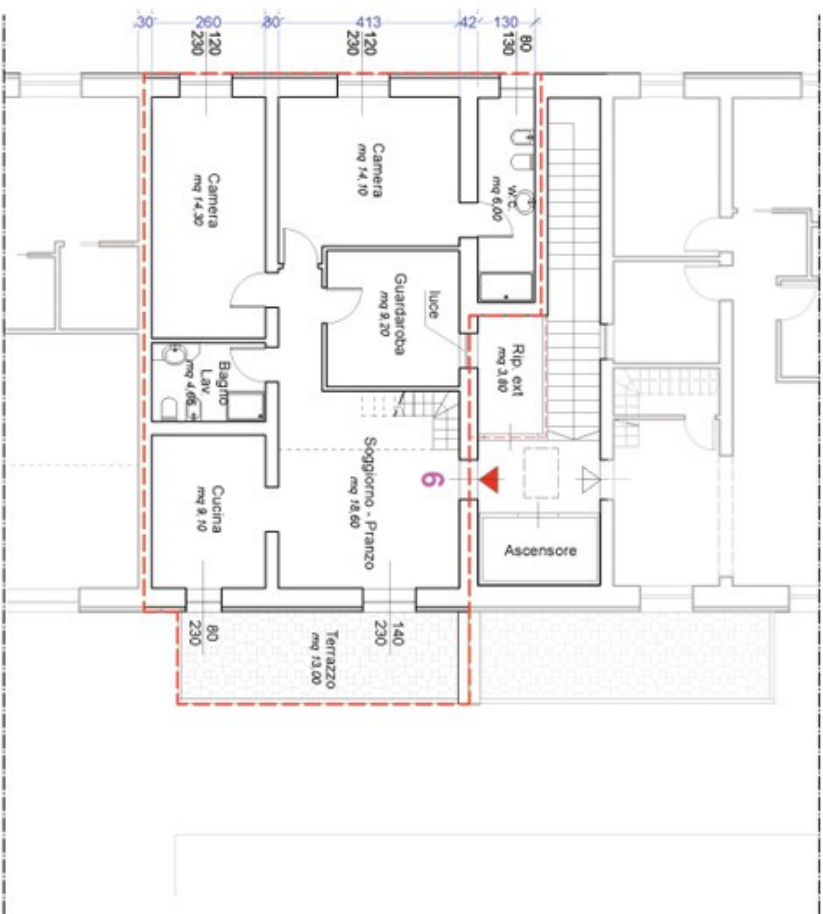 30
260
30
413
42
130
120
230
120
230
80
130
Camera
mq 14,30
Camera
mq 14,10
w.c.
mq 6,00
Guardaroba
mq 9,20
luce
Rip. ext
mq 3,80
Bagno
Lav.
mq 4,66
Soggiorno - Pranzo
mq 18,60
Cucina
mq 9,10
6
Ascensore
80
230
140
230
Terrazzo
mq 13,00